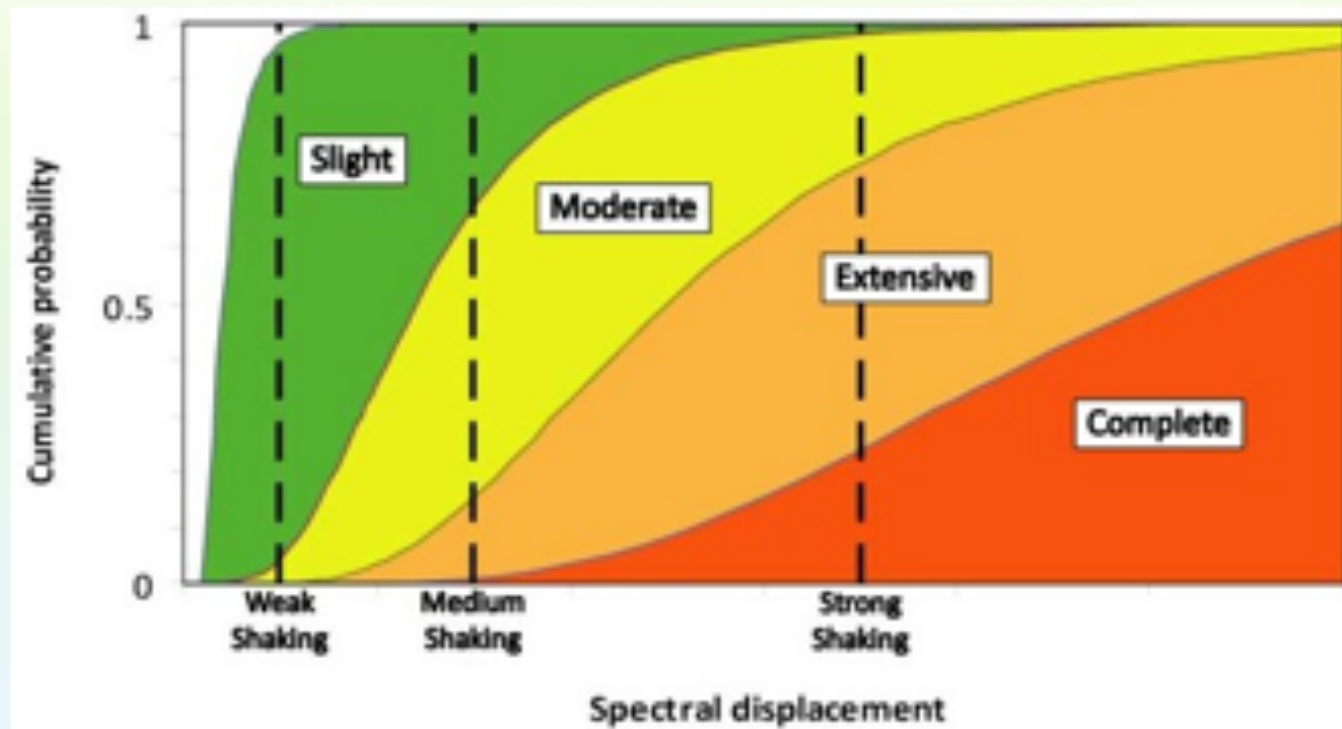 1
Slight
Moderate
Cumulative probability
0.5
Extensive
Complete
0
Weak
Shaking
Medium
Shaking
Strong
Shaking
Spectral displacement